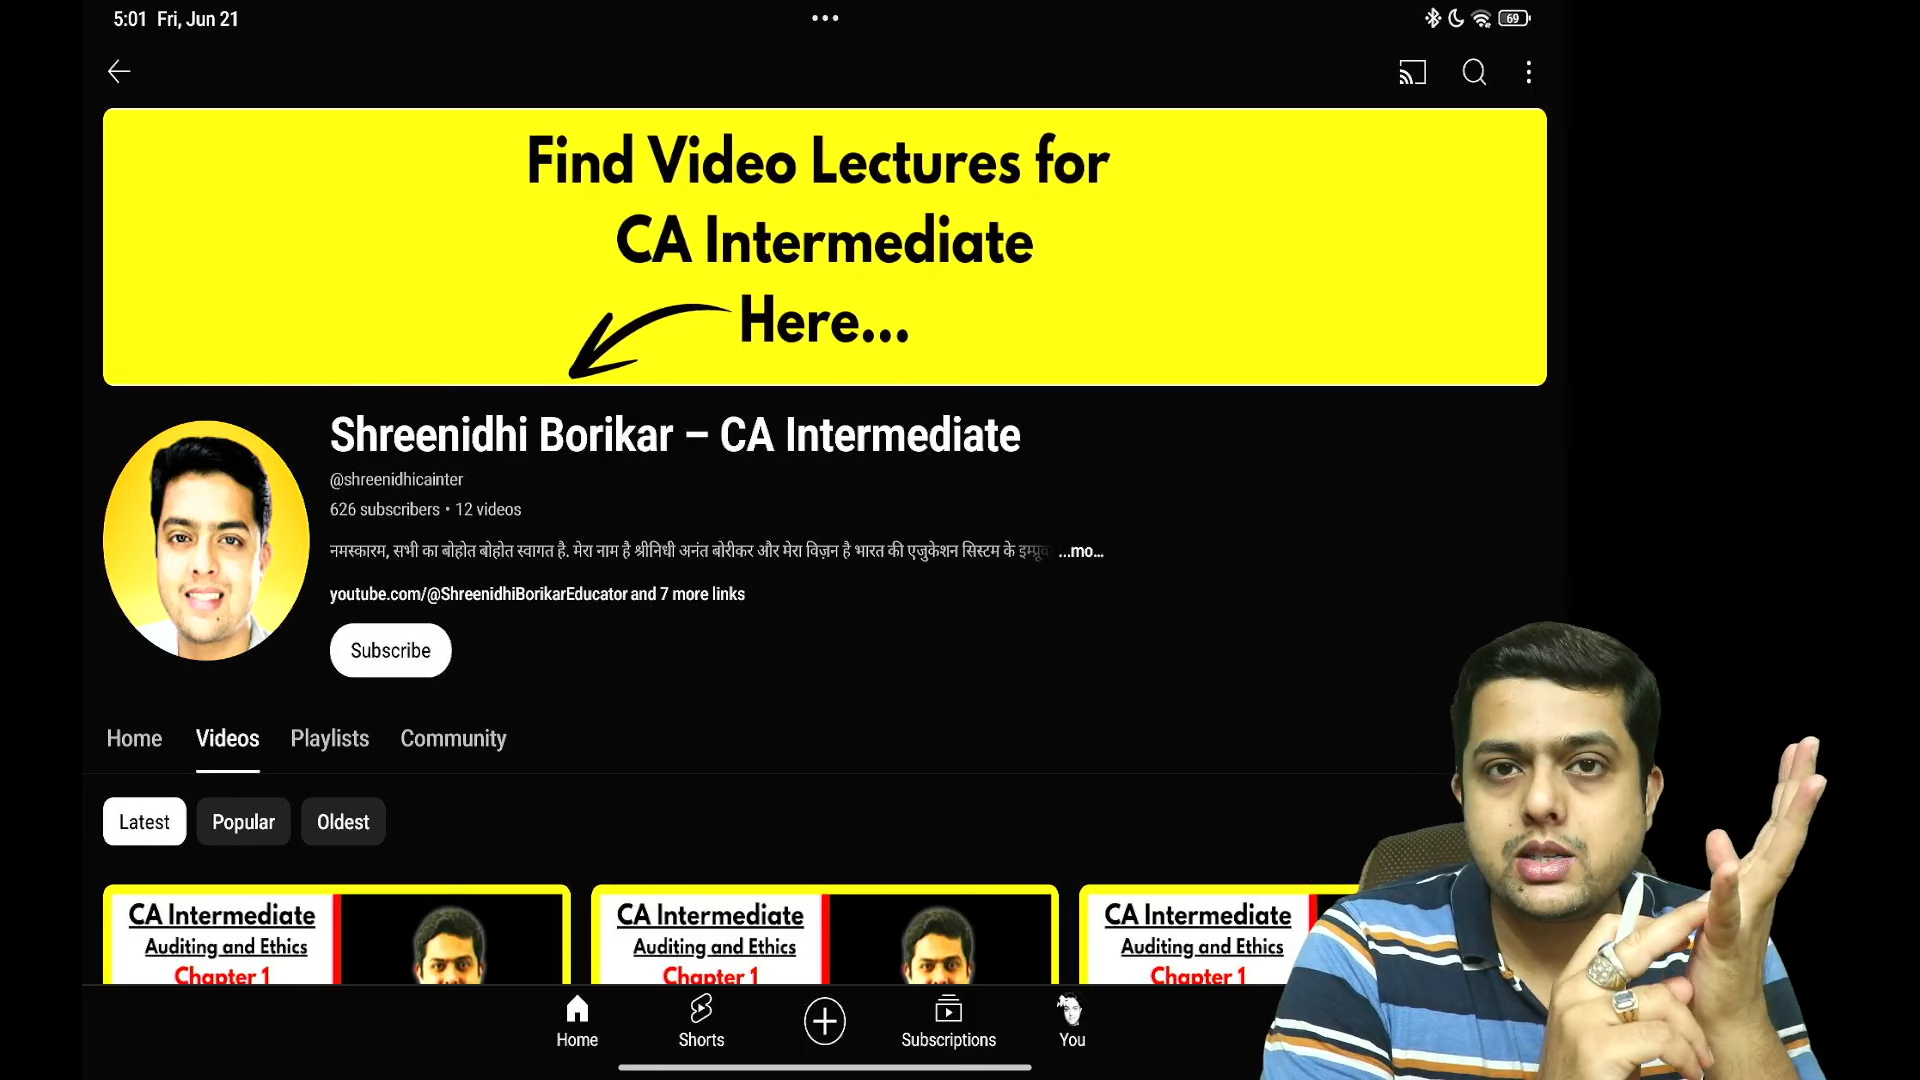 5:01 Fri, Jun 21
69
Find Video Lectures for
CA Intermediate
Here...
Shreenidhi Borikar – CA Intermediate
@shreenidhicainter
626 subscribers • 12 videos
नमस्कारम, सभी का बोहोत बोहोत स्वागत है. मेरा नाम है श्रीनिधी अनंत बोरीकर और मेरा विज़न है भारत की एजुकेशन सिस्टम के ...mo...
youtube.com/@ShreenidhiBorikarEducator and 7 more links
Subscribe
Home Videos Playlists Community
Latest Popular Oldest
CA Intermediate CA Intermediate CA Intermediate
Auditing and Ethics Auditing and Ethics Auditing and Ethics
Chapter 1 Chapter 1 Chapter 1
Home Shorts Subscriptions You